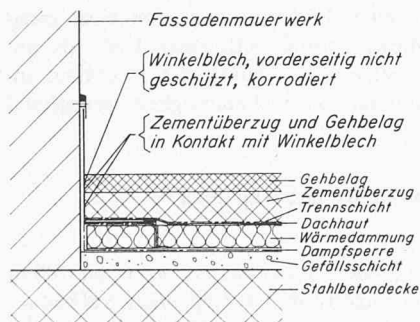 Fassadenmauerwerk
Winkelblech, vorderseitig nicht
geschützt, korrodiert
Zementüberzug und Gehbelag
in Kontakt mit Winkelblech
Gehbelag
Zementüberzug
Trennschicht
Dachhaut
Wärmedammung
Dampfsperre
Gefällsschicht
Stahlbetondecke